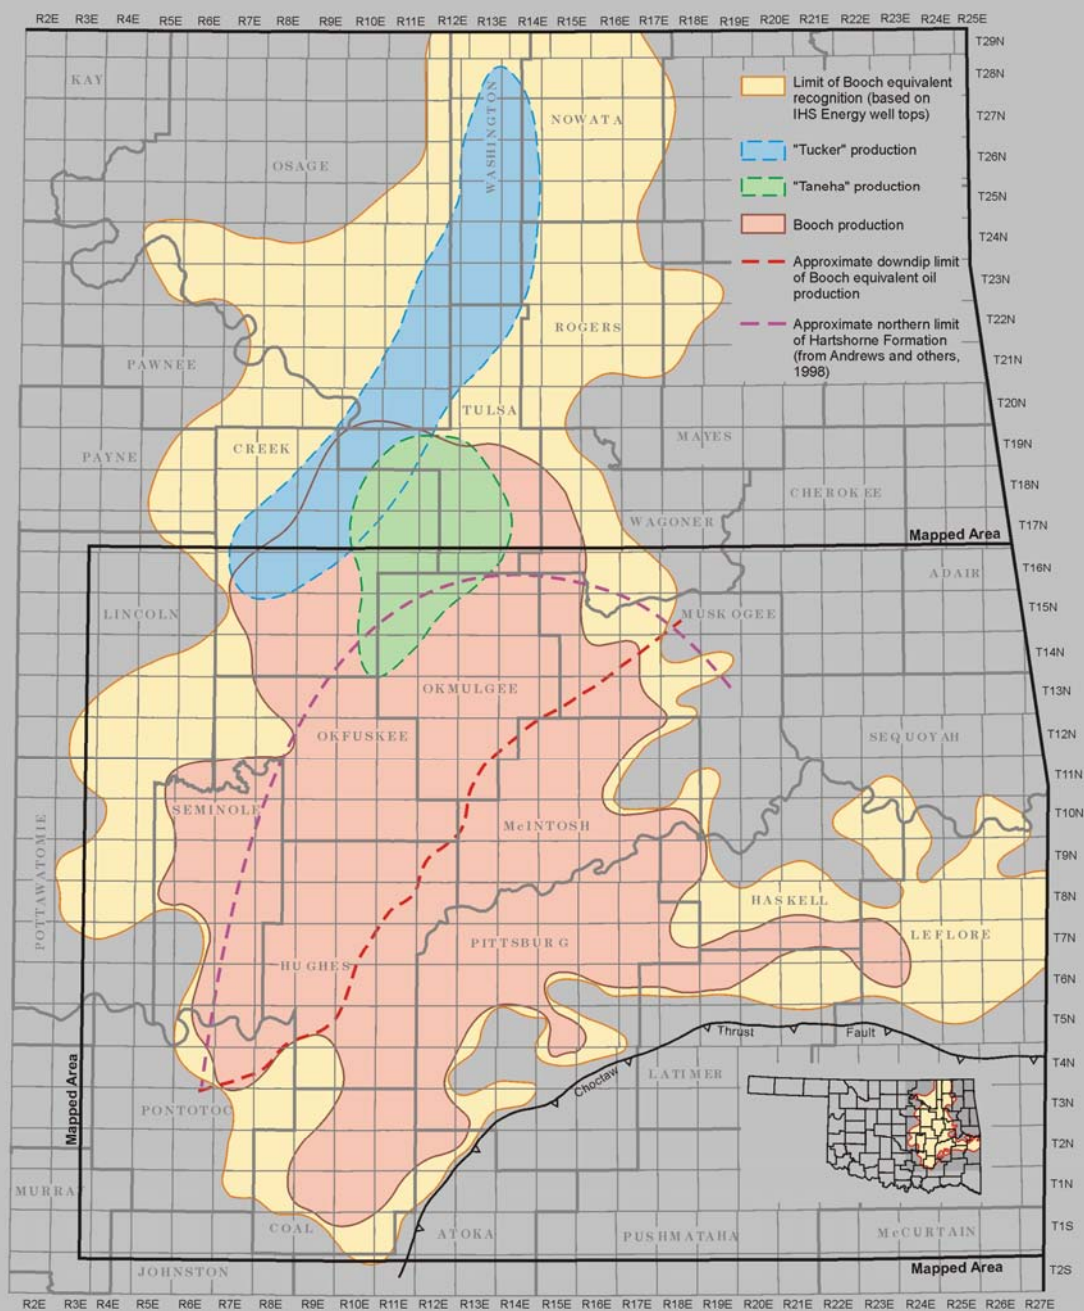 R2E R3E R4E R5E R6E R7E R8E R9E R10E R11E R12E R13E R14E R15E R16E R17E R18E R19E R20E R21E R22E R23E R24E R25E
T29N
KAY
T28N
Limit of Booch equivalent
recognition (based on
IHS Energy well tops)
WASHINGTON
NOWATA
T27N
"Tucker" production
OSAGE
T26N
"Taneha" production
T25N
Booch production
T24N
Approximate downdip limit
of Booch equivalent oil
production
T23N
Approximate northern limit
of Hartshorne Formation
(from Andrews and others,
1998)
T22N
ROGERS
PAWNEE
T21N
T20N
TULSA
MAYES
T19N
CREEK
PAYNE
T18N
CHEROKEE
WAGONER
T17N
Mapped Area
T16N
ADAIR
LINCOLN
T15N
MUSKOGEE
T14N
OKMULGEE
T13N
OKFUSKEE
T12N
SEQUOYAH
T11N
SEMINOLE
T10N
McINTOSH
POTTAWATOMIE
T9N
T8N
HASKELL
LEFLORE
T7N
PITTSBURG
HUGHES
T6N
T5N
Thrust
Fault
T4N
Choctaw
LATIMER
Mapped Area
PONTOTOC
T3N
T2N
MURRAY
T1N
COAL
ATOKA
PUSHMATAHA
McCURTAIN
T1S
JOHNSTON
Mapped Area
T2S
R2E R3E R4E R5E R6E R7E R8E R9E R10E R11E R12E R13E R14E R15E R16E R17E R18E R19E R20E R21E R22E R23E R24E R25E R26E R27E